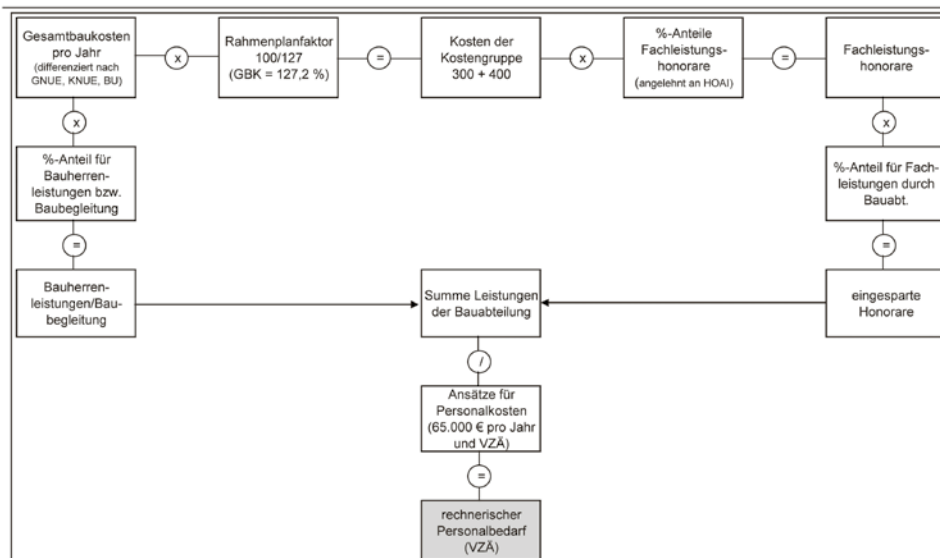 Gesamtbaukosten
pro Jahr
(differenziert nach
GNUE, KNUE, BU)
x
Rahmenplanfaktor
100/127
(GBK = 127,2 %)
=
Kosten der
Kostengruppe
300 + 400
x
%-Anteile
Fachleistungs-
honorare
(angelehnt an HOAI)
=
Fachleistungs-
honorare
x
x
%-Anteil für
Bauherren-
leistungen bzw.
Baubegleitung
%-Anteil für Fach-
leistungen durch
Bauabt.
=
=
Bauherren-
leistungen/Bau-
begleitung
Summe Leistungen
der Bauabteilung
eingesparte
Honorare
/
Ansätze für
Personalkosten
(65.000 € pro Jahr
und VZÄ)
=
rechnerischer
Personalbedarf
(VZÄ)